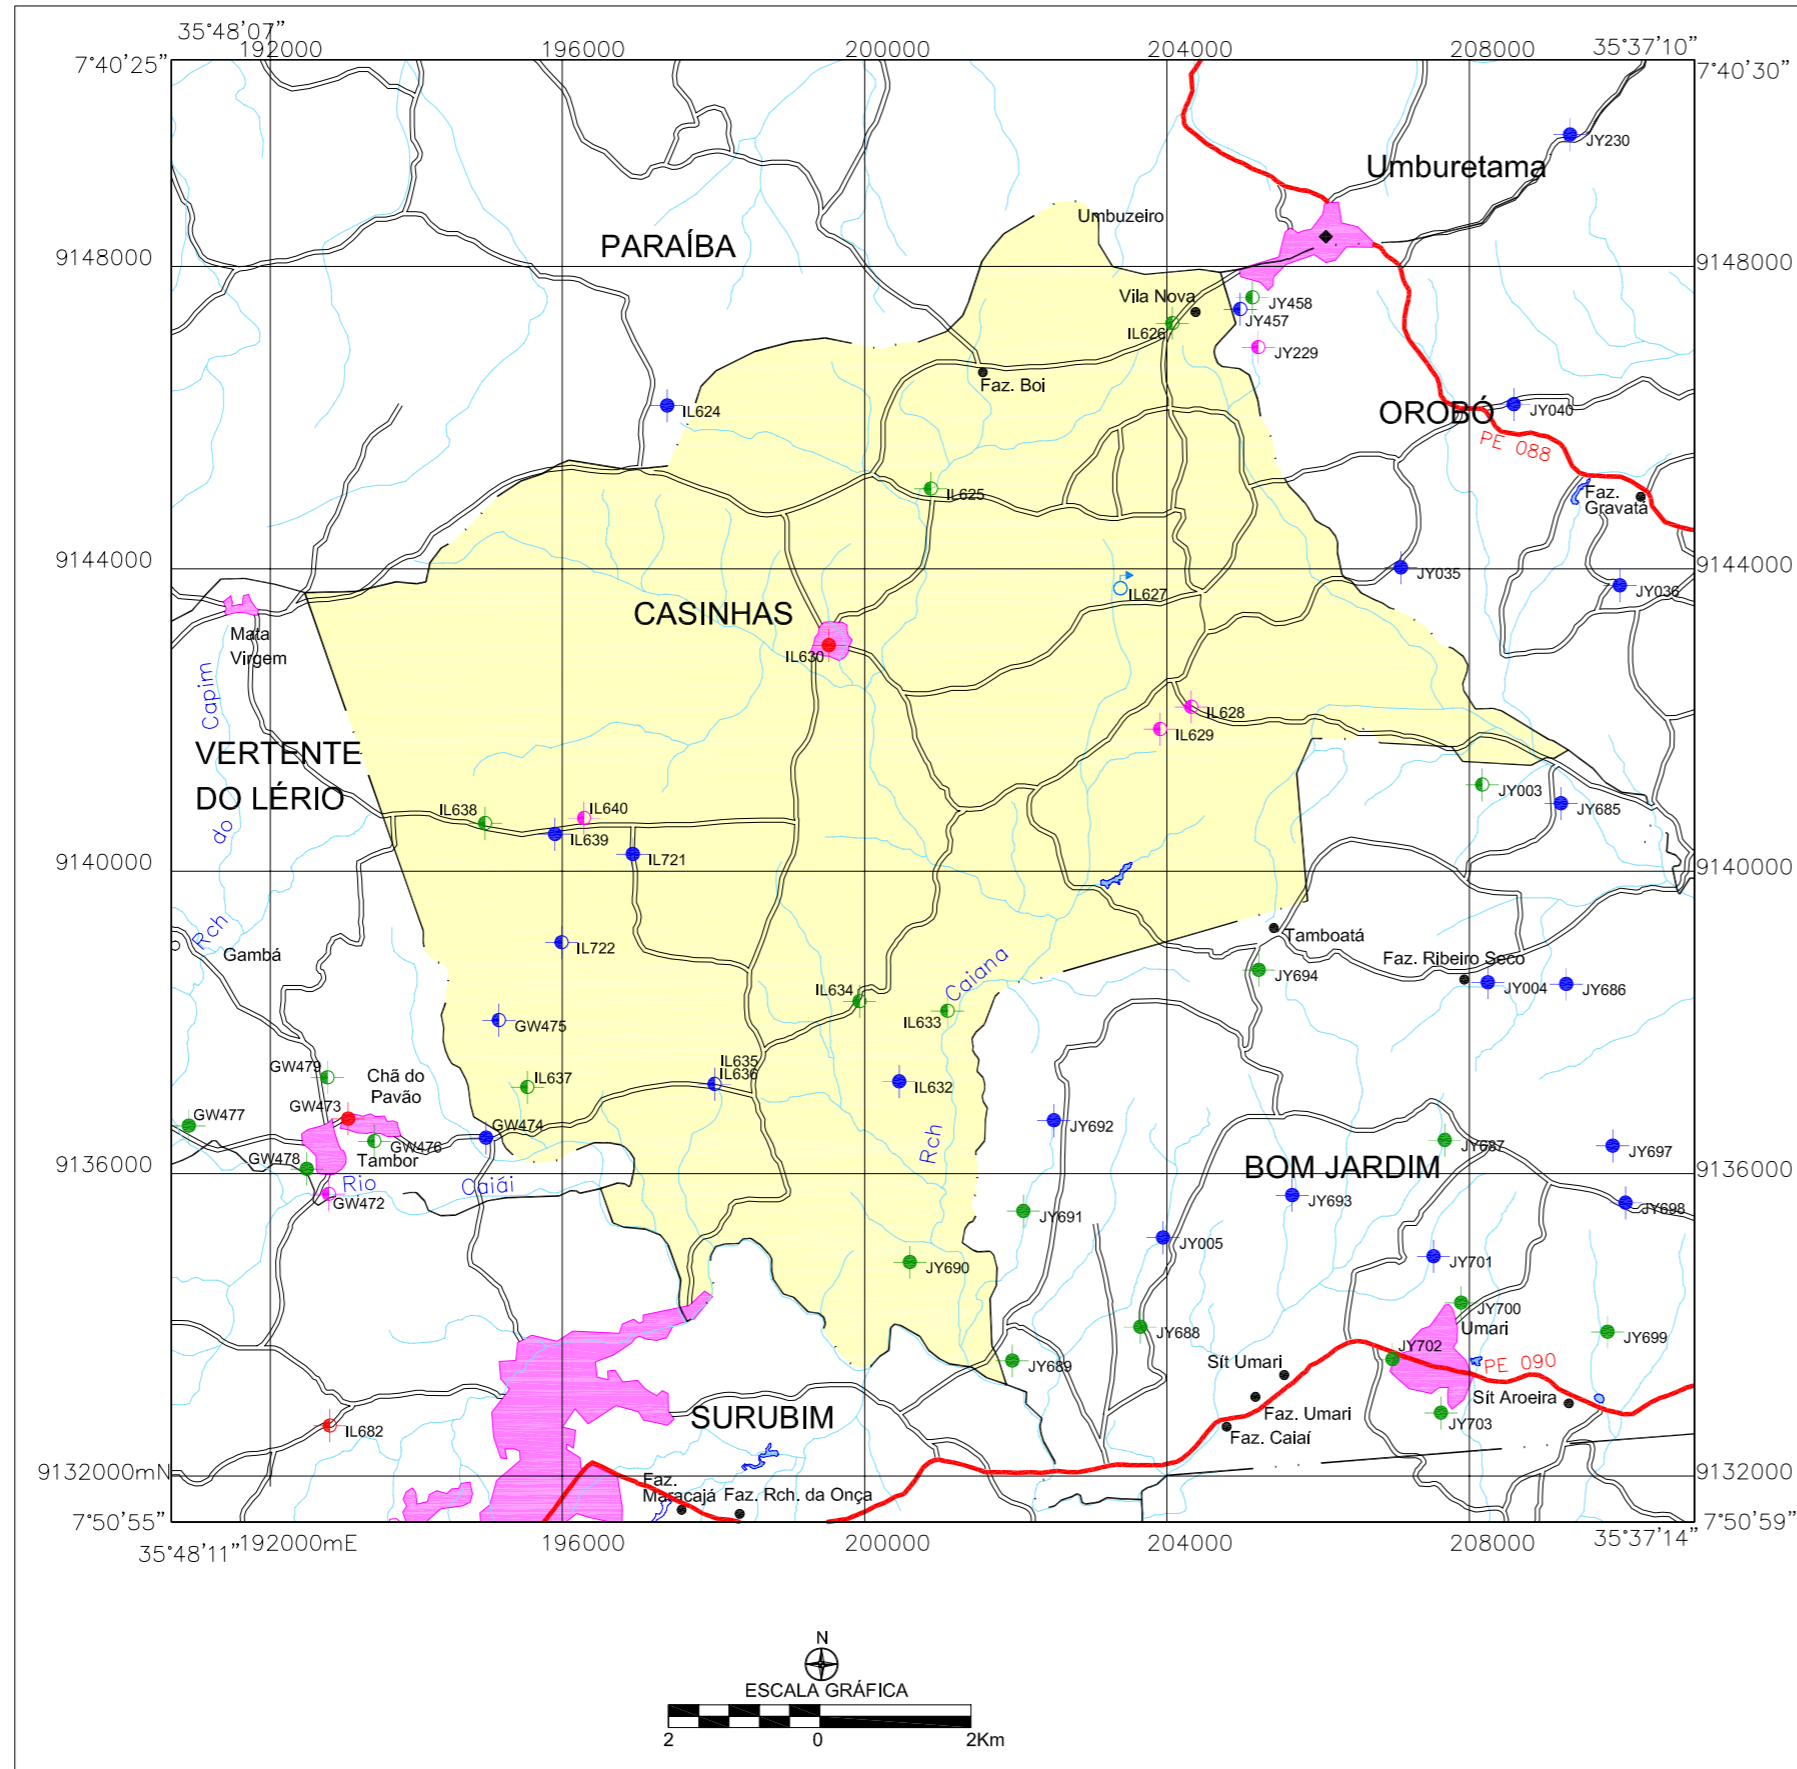 35°48'07"
192000
196000
200000
204000
208000
35°37'10"
7°40'25"
7°40'30"
JY230
Umburetama
Umbuzeiro
PARAÍBA
9148000
9148000
Vila Nova
JY458
JY457
IL626
JY229
Faz. Boi
IL624
JY040
OROBÓ
PE 088
IL625
Faz.
Gravatá
9144000
9144000
JY035
IL627
JY036
CASINHAS
Mata
Virgem
IL630
Capim
do
Rch
IL628
IL629
VERTENTE
DO LÉRIO
JY003
JY685
IL638
IL640
IL639
IL721
9140000
9140000
Gambá
IL722
Tamboatá
Caiana
Rch
Faz. Ribeiro Seco
JY694
JY004
JY686
IL634
IL633
GW475
IL635
IL636
GW479
Chã do
Pavão
IL637
IL632
GW473
GW477
GW474
GW476
JY692
JY687
JY697
GW478
Tambor
9136000
9136000
BOM JARDIM
Rio
Caiái
GW472
JY693
JY698
JY691
JY005
JY701
JY690
JY700
Umari
JY688
JY699
JY702
JY689
Sít Umari
PE 090
Sít Aroeira
Faz. Umari
JY703
SURUBIM
IL682
Faz. Caiaí
9132000mN
9132000
Faz.
Maracajá
Faz. Rch. da Onça
7°50'55"
7°50'59"
35°48'11"
192000mE
196000
200000
204000
208000
35°37'14"
N
ESCALA GRÁFICA
2
0
2Km